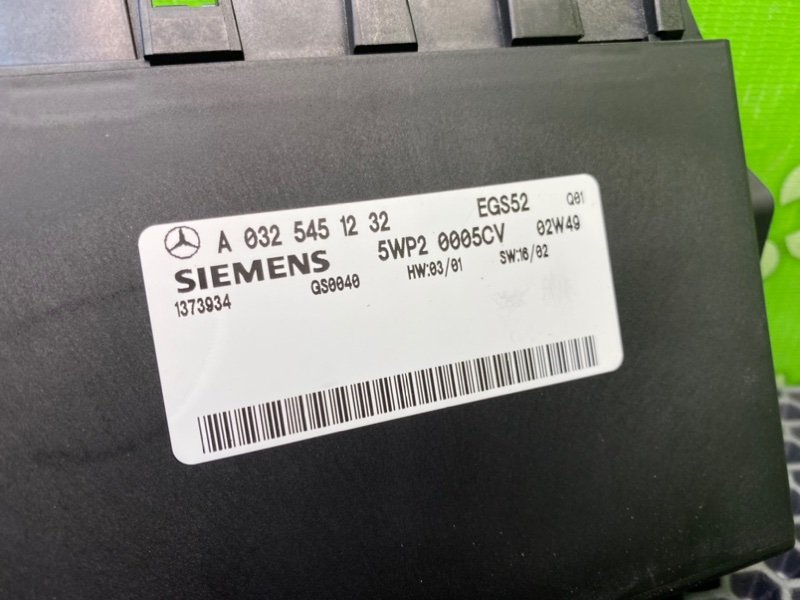 A 032 545 12 32 EGS52 Q01
SIEMENS 5WP2 0005CV 02W49
1373934 QS0040 HW:03/01 SW:16/02